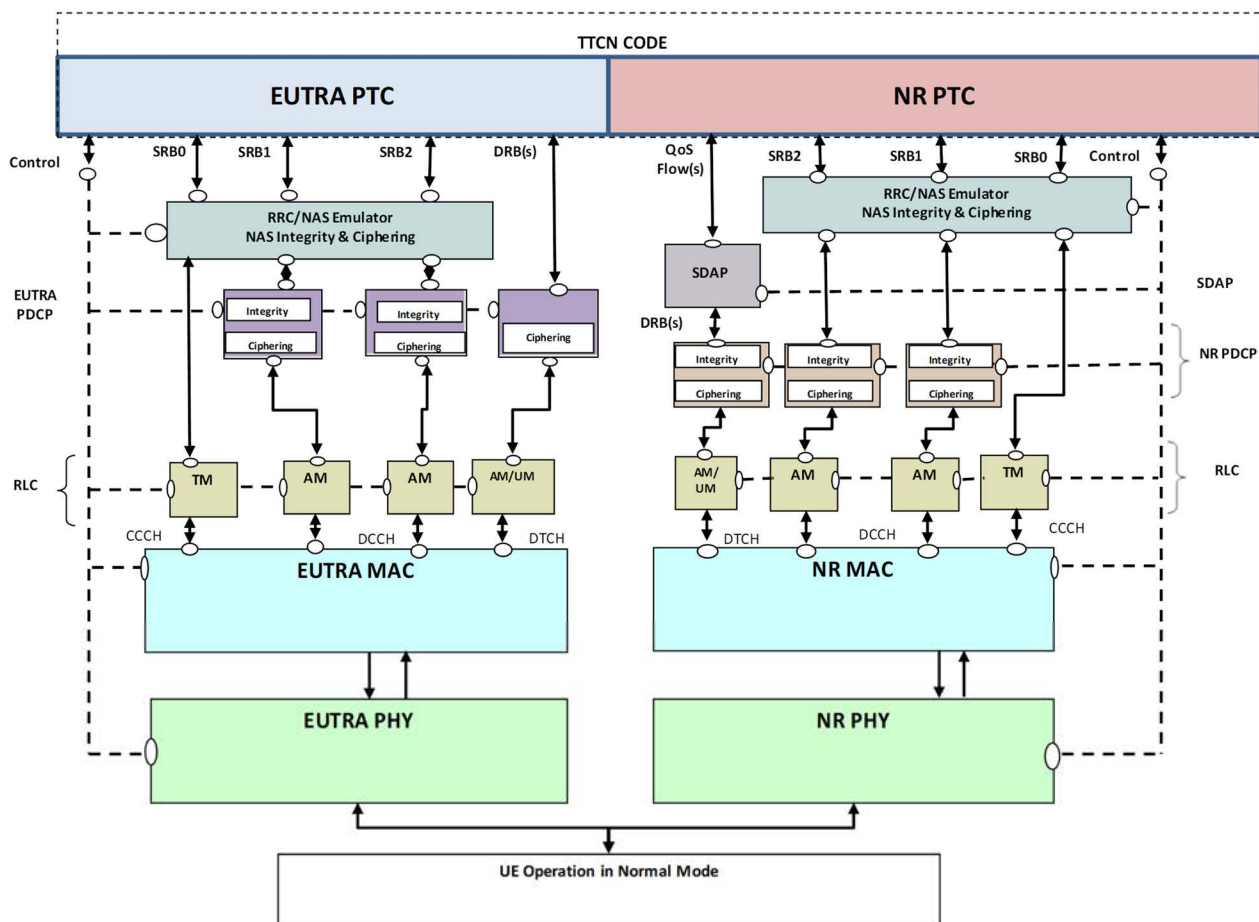 TTCN CODE
EUTRA PTC
NR PTC
Control
SRB0
SRB1
SRB2
DRB(s)
QoS
Flow(s)
SRB2
SRB1
SRB0
Control
RRC/NAS Emulator
NAS Integrity & Ciphering
RRC/NAS Emulator
NAS Integrity & Ciphering
EUTRA
PDCP
Integrity
Ciphering
Integrity
Ciphering
Ciphering
SDAP
SDAP
DRB(s)
Integrity
Ciphering
Integrity
Ciphering
Integrity
Ciphering
NR PDCP
RLC
TM
AM
AM
AM/UM
AM/
UM
AM
AM
TM
RLC
CCCH
DCCH
DTCH
DTCH
DCCH
CCCH
EUTRA MAC
NR MAC
EUTRA PHY
NR PHY
UE Operation in Normal Mode